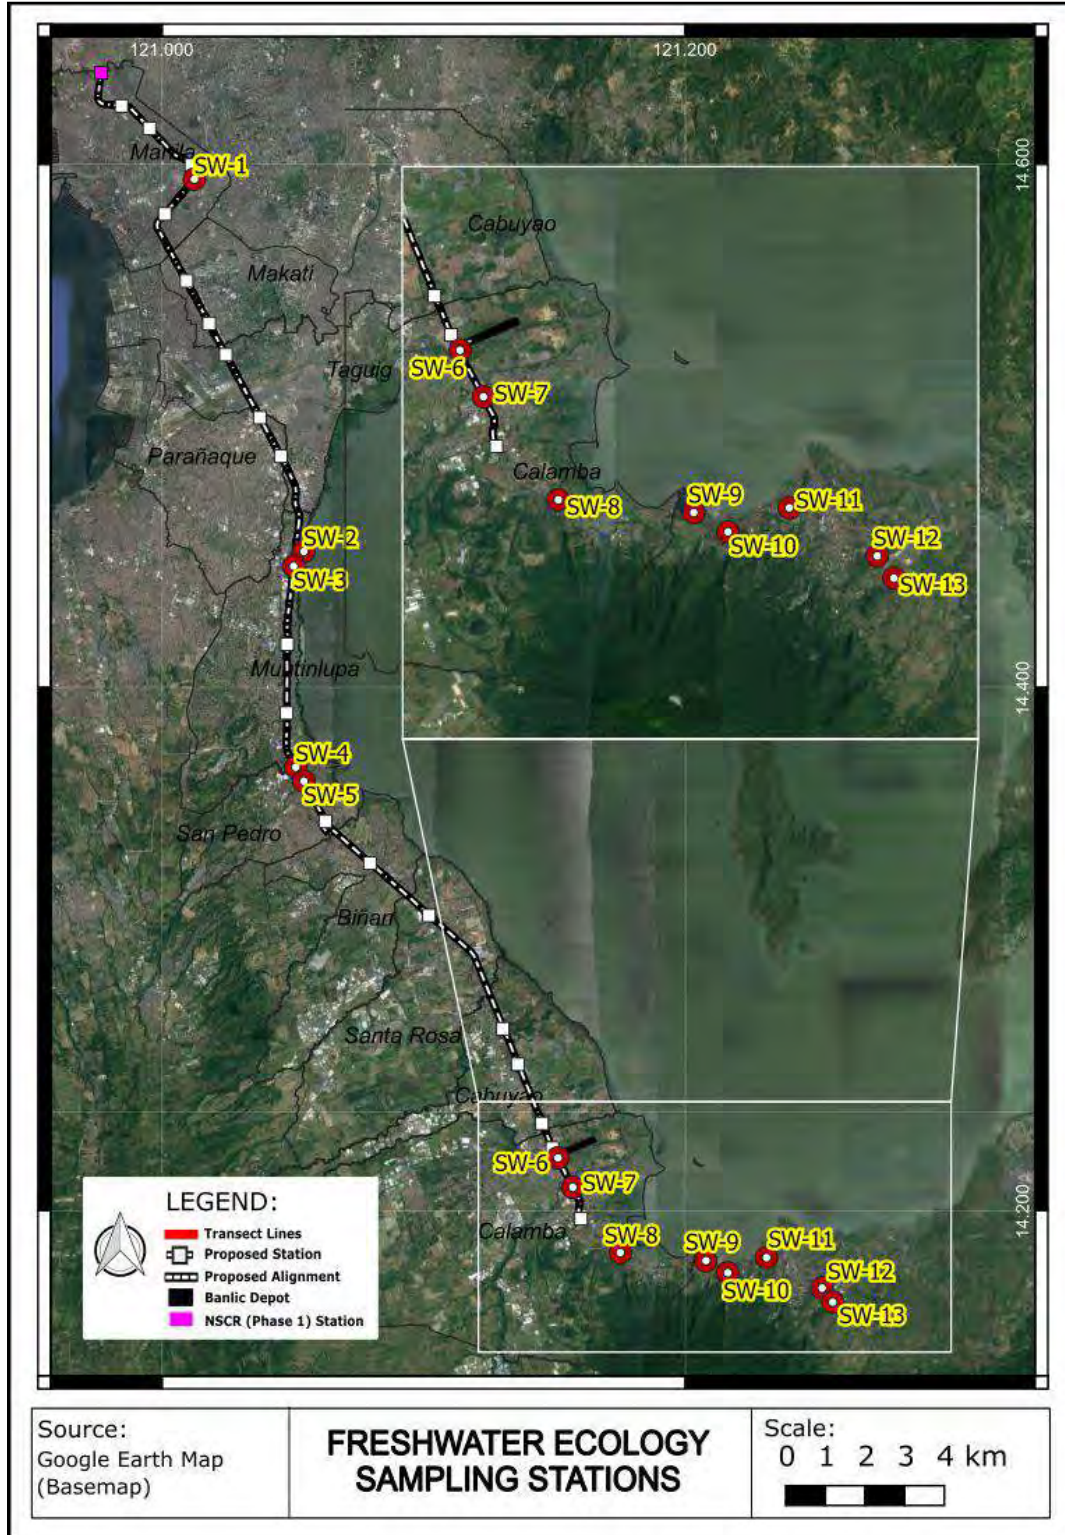 121.000
121.200
14.600
14.400
14.200
Manila
SW-1
Makati
Taguig
Parañaque
SW-2
SW-3
Muntinlupa
SW-4
SW-5
San Pedro
Biñan
Santa Rosa
Cabuyao
SW-6
SW-7
Calamba
SW-8
SW-9
SW-10
SW-11
SW-12
SW-13
Cabuyao
SW-6
SW-7
Calamba
SW-8
SW-9
SW-10
SW-11
SW-12
SW-13
LEGEND:
Transect Lines
Proposed Station
Proposed Alignment
Banlic Depot
NSCR (Phase 1) Station
Source:
Google Earth Map
(Basemap)
FRESHWATER ECOLOGY
SAMPLING STATIONS
Scale:
0 1 2 3 4 km